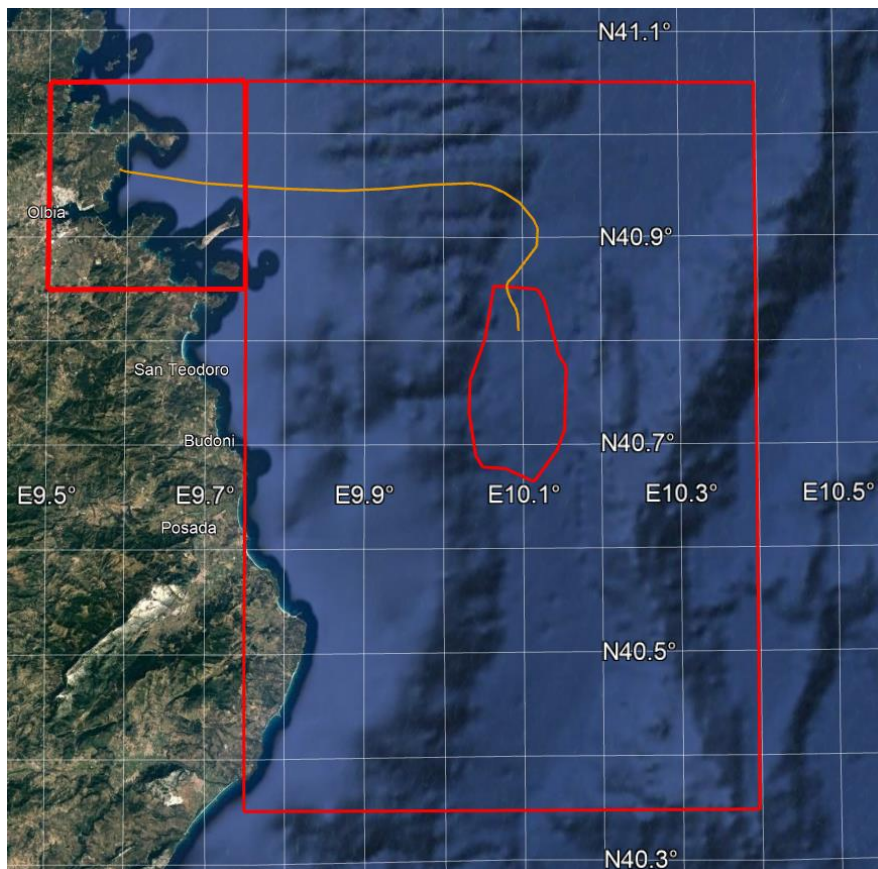 N41.1°
Olbia
N40.9°
San Teodoro
Budoni
N40.7°
E9.5°
E9.7°
E9.9°
E10.1°
E10.3°
E10.5°
Posada
N40.5°
N40.3°